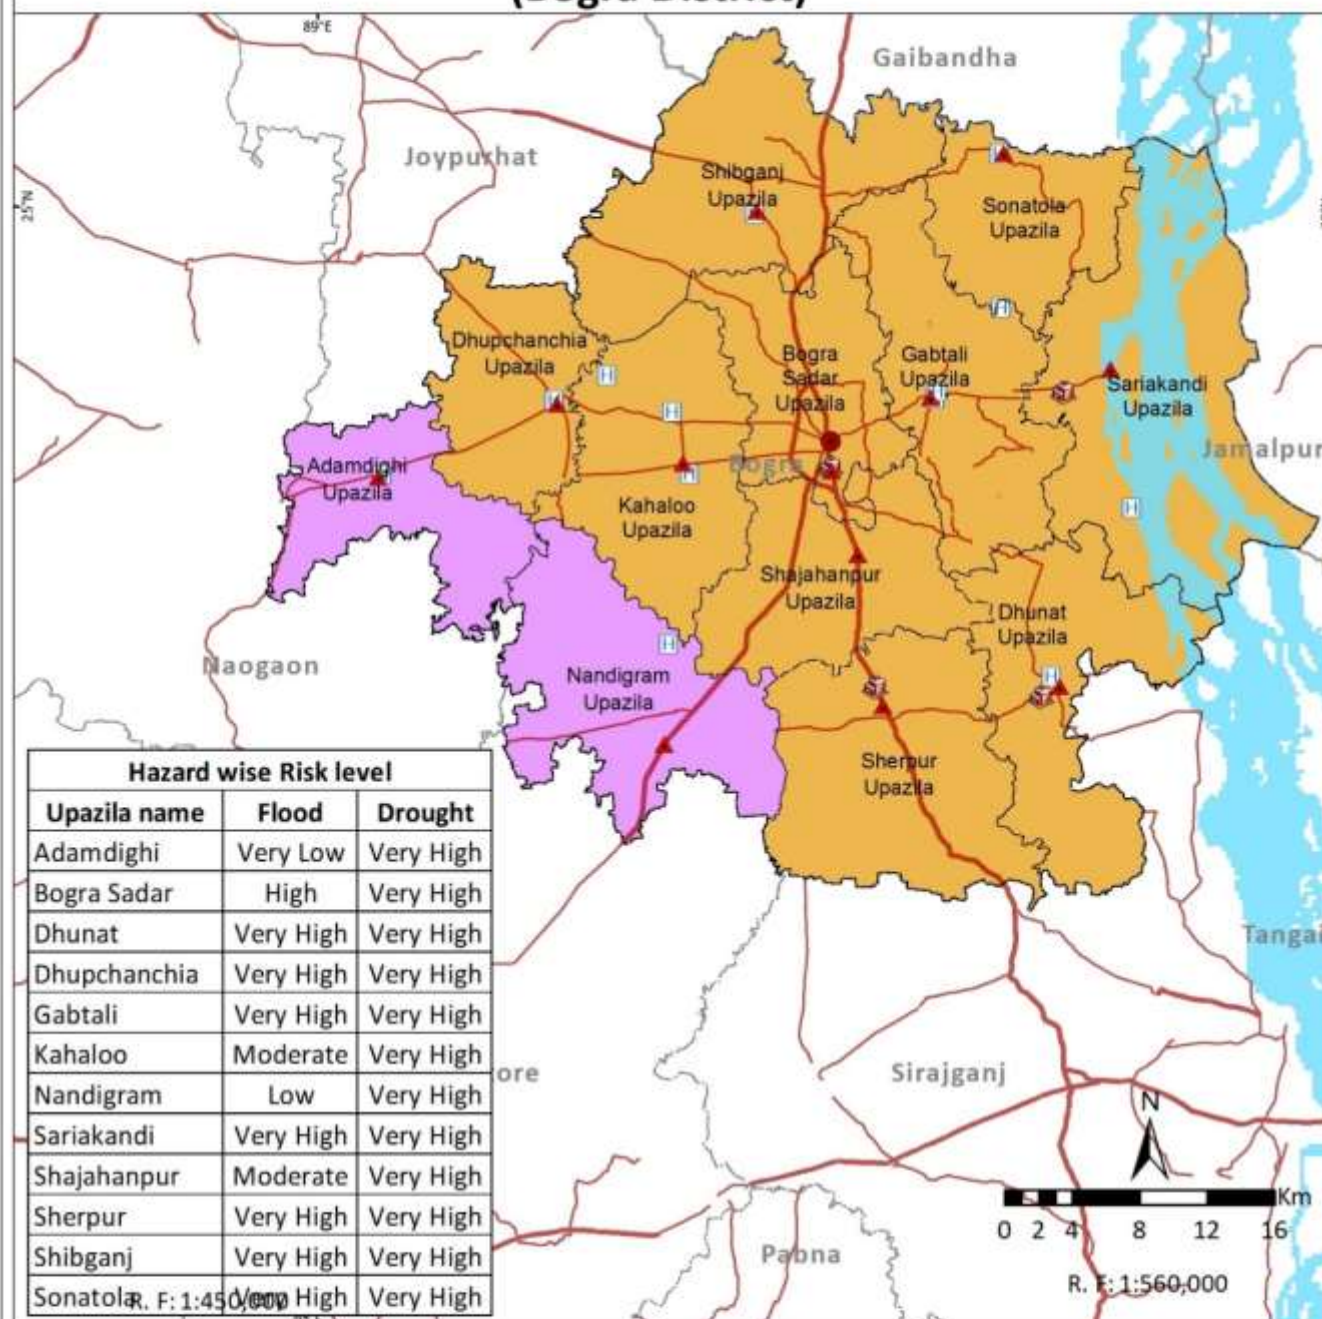 (Bogra District)
89°E
Gaibandha
Joypurhat
25°N
Shibganj
Upazila
Sonatola
Upazila
Dhupchanchia
Upazila
Bogra
Sadar
Upazila
Gabtali
Upazila
Sariakandi
Upazila
Jamalpur
Adamdighi
Upazila
Bogra
Kahaloo
Upazila
Shajahanpur
Upazila
Dhunat
Upazila
Naogaon
Nandigram
Upazila
Sherpur
Upazila
Hazard wise Risk level
Upazila name Flood Drought
Adamdighi Very Low Very High
Bogra Sadar High Very High
Dhunat Very High Very High
Dhupchanchia Very High Very High
Gabtali Very High Very High
Kahaloo Moderate Very High
Nandigram Low Very High
Sariakandi Very High Very High
Shajahanpur Moderate Very High
Sherpur Very High Very High
Shibganj Very High Very High
Sonatola Very High Very High
R. F: 1:450,000
Tangai
ore
Sirajganj
N
Km
0 2 4 8 12 16
Pabna
R. F: 1:560,000